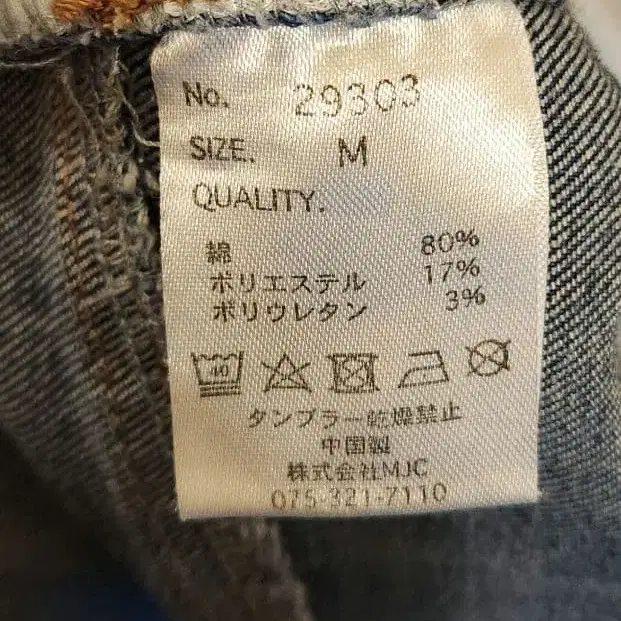 No. 29303
SIZE. M
QUALITY.
綿 80%
ポリエステル 17%
ポリウレタン 3%
40
タンブラー乾燥禁止
中国製
株式会社MJC
075-321-7110